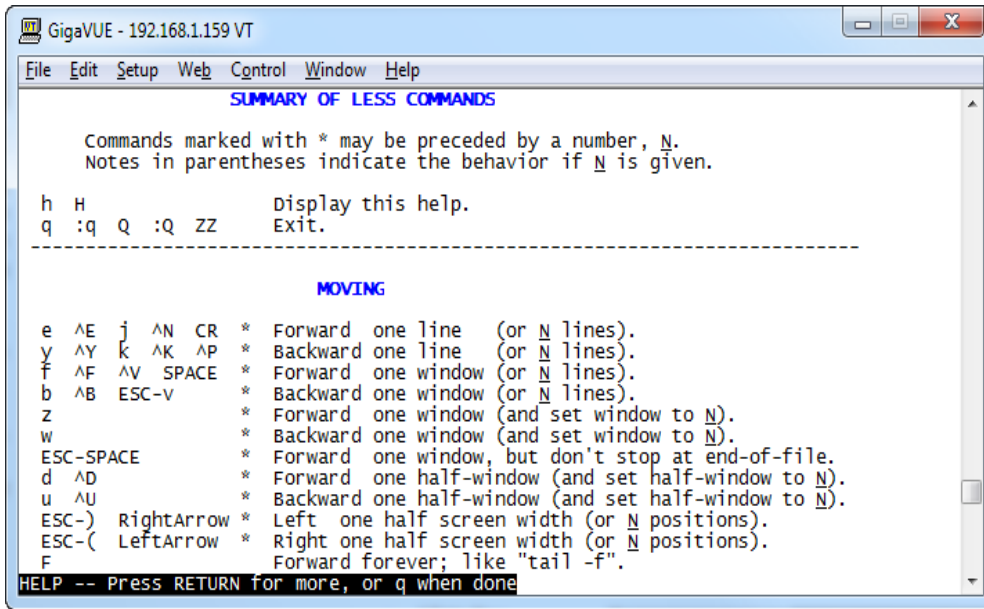 GigaVUE - 192.168.1.159 VT
File Edit Setup Web Control Window Help
SUMMARY OF LESS COMMANDS
Commands marked with * may be preceded by a number, N.
Notes in parentheses indicate the behavior if N is given.
h H Display this help.
q :q Q :Q ZZ Exit.
--------------------------------------------------------------------------
MOVING
e ^E j ^N CR * Forward one line (or N lines).
y ^Y k ^K ^P * Backward one line (or N lines).
f ^F ^V SPACE * Forward one window (or N lines).
b ^B ESC-v * Backward one window (or N lines).
z * Forward one window (and set window to N).
w * Backward one window (and set window to N).
ESC-SPACE * Forward one window, but don't stop at end-of-file.
d ^D * Forward one half-window (and set half-window to N).
u ^U * Backward one half-window (and set half-window to N).
ESC-) RightArrow * Left one half screen width (or N positions).
ESC-( LeftArrow * Right one half screen width (or N positions).
F Forward forever; like "tail -f".
HELP -- Press RETURN for more, or q when done